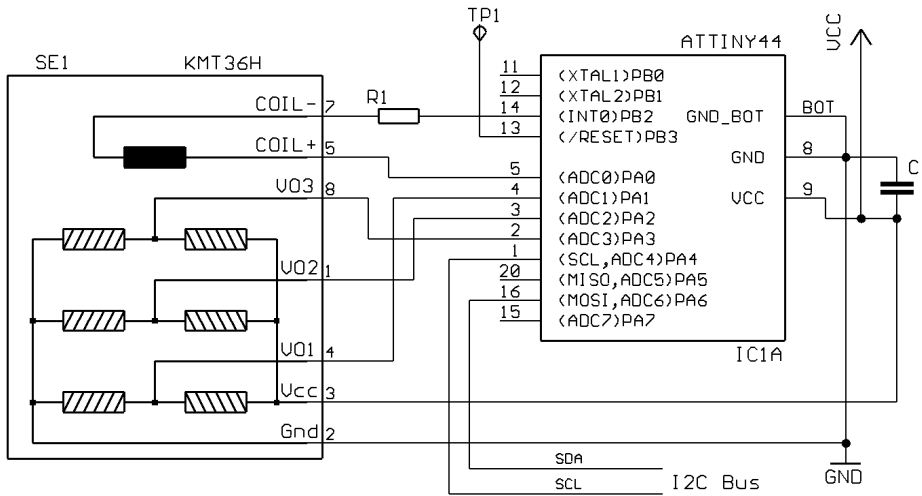 TP1
VCC
SE1 KMT36H ATTINY44
COIL- 7 R1
11 (XTAL1)PB0
12 (XTAL2)PB1
14 (INT0)PB2 GND_BOT BOT
13 (/RESET)PB3
COIL+ 5
GND 8
5 (ADC0)PA0
C
VO3 8
4 (ADC1)PA1 VCC 9
3 (ADC2)PA2
2 (ADC3)PA3
1 (SCL,ADC4)PA4
VO2 1
20 (MISO,ADC5)PA5
16 (MOSI,ADC6)PA6
15 (ADC7)PA7
VO1 4
IC1A
Vcc 3
Gnd 2
SDA
GND
SCL I2C Bus